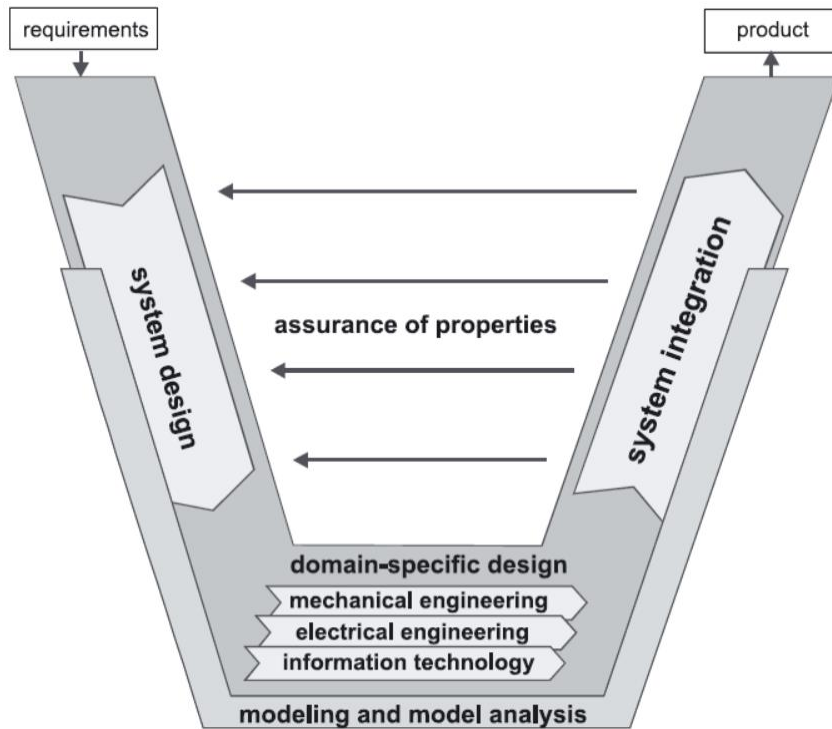 requirements
product
system design
assurance of properties
system integration
domain-specific design
mechanical engineering
electrical engineering
information technology
modeling and model analysis